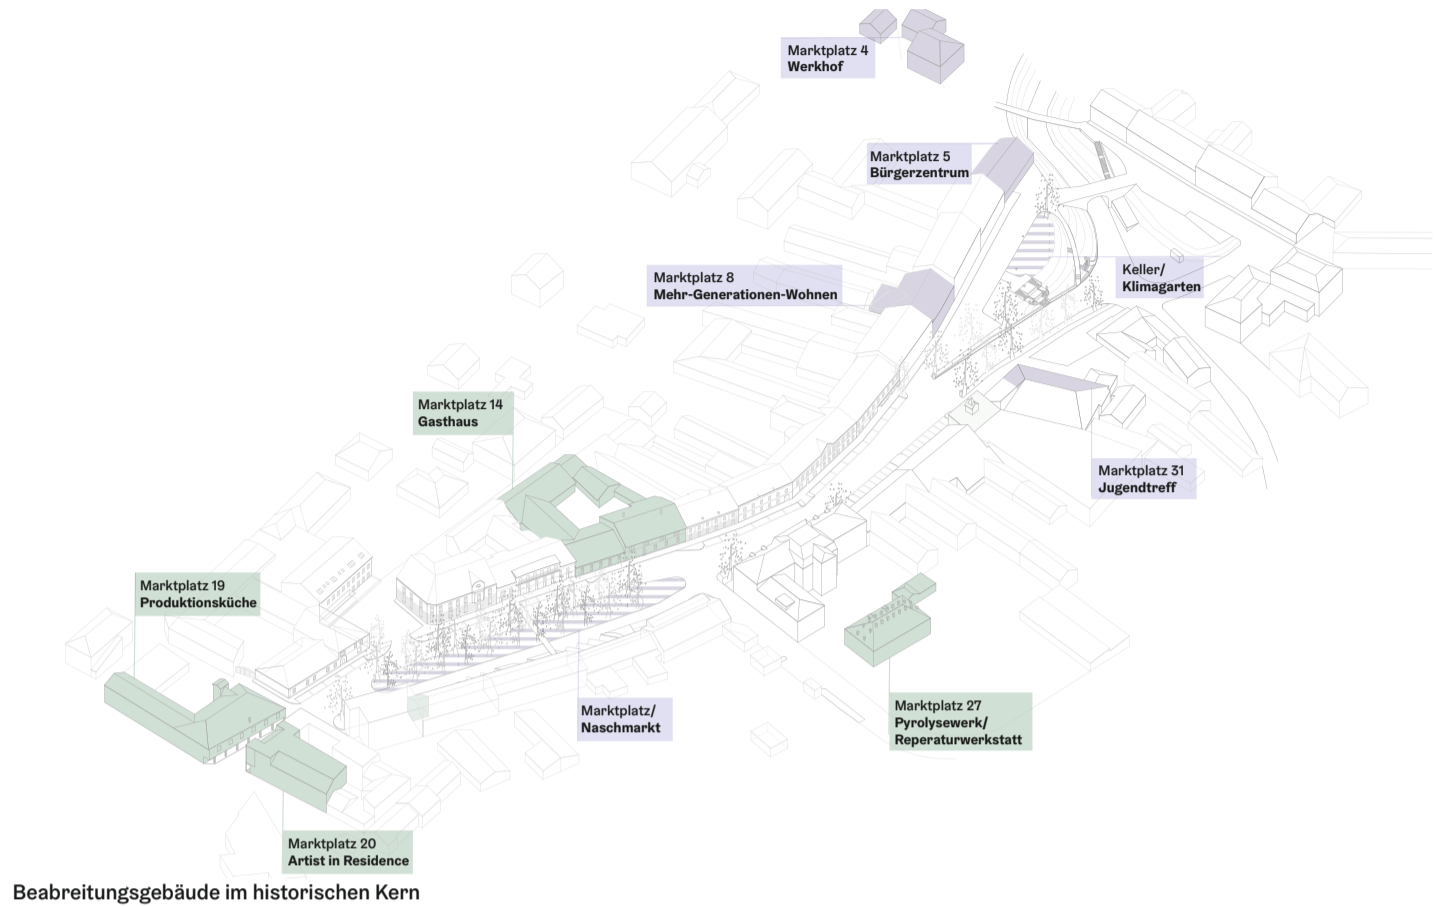 Marktplatz 4
Werkhof
Marktplatz 5
Bürgerzentrum
Marktplatz 8
Mehr-Generationen-Wohnen
Keller/
Klimagarten
Marktplatz 14
Gasthaus
Marktplatz 31
Jugendtreff
Marktplatz 19
Produktionsküche
Marktplatz/
Naschmarkt
Marktplatz 27
Pyrolysewerk/
Reperaturwerkstatt
Marktplatz 20
Artist in Residence
Beabreitungsgebäude im historischen Kern